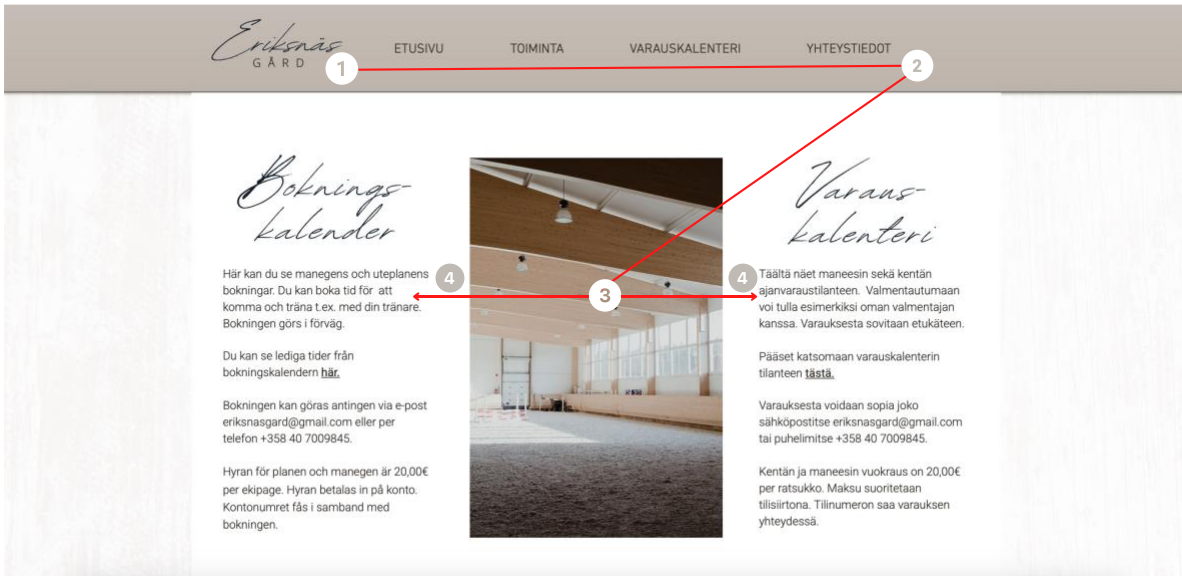 Eriksnäs
GÅRD
ETUSIVU
TOIMINTA
VARAUSKALENTERI
YHTEYSTIEDOT
1
2
Boknings-
kalender
Här kan du se manegens och uteplanens
bokningar. Du kan boka tid för att
komma och träna t.ex. med din tränare.
Bokningen görs i förväg.
Du kan se lediga tider från
bokningskalendern här.
Bokningen kan göras antingen via e-post
eriksnasgard@gmail.com eller per
telefon +358 40 7009845.
Hyran för planen och manegen är 20,00€
per ekipage. Hyran betalas in på konto.
Kontonumret fås i samband med
bokningen.
4
3
4
Varaus-
kalenteri
Täältä näet maneesin sekä kentän
ajanvaraustilanteen. Valmentautumaan
voi tulla esimerkiksi oman valmentajan
kanssa. Varauksesta sovitaan etukäteen.
Pääset katsomaan varauskalenterin
tilanteen tästä.
Varauksesta voidaan sopia joko
sähköpostitse eriksnasgard@gmail.com
tai puhelimitse +358 40 7009845.
Kentän ja maneesin vuokraus on 20,00€
per ratsukko. Maksu suoritetaan
tilisiirtona. Tilinumeron saa varauksen
yhteydessä.